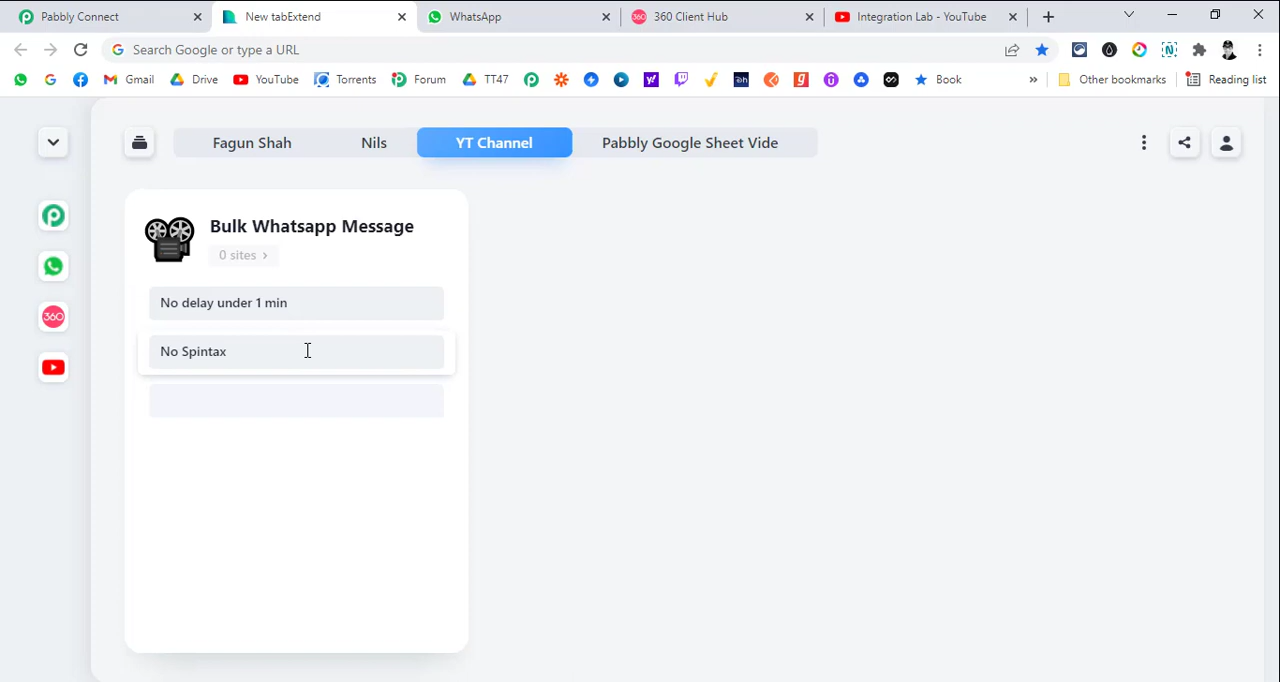 Pabbly Connect
New tabExtend
WhatsApp
360 Client Hub
Integration Lab - YouTube
Search Google or type a URL
Gmail
Drive
YouTube
Torrents
Forum
TT47
Book
»
Other bookmarks
Reading list
Fagun Shah
Nils
YT Channel
Pabbly Google Sheet Vide
Bulk Whatsapp Message
0 sites >
No delay under 1 min
No Spintax
360